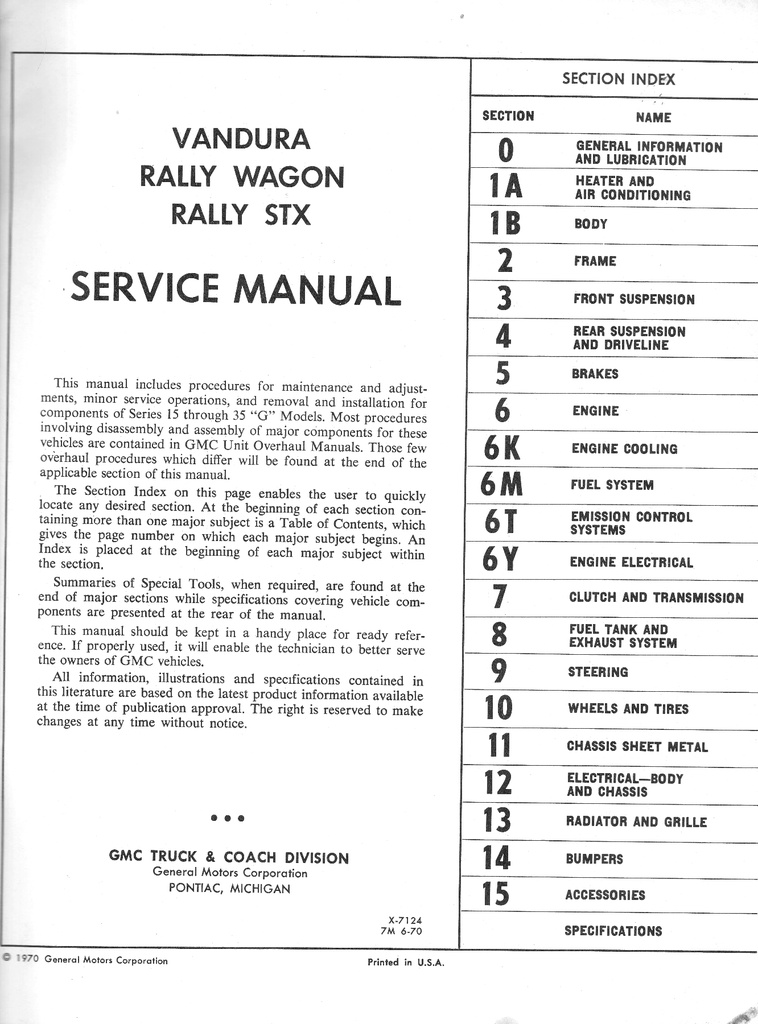 VANDURA
RALLY WAGON
RALLY STX
SERVICE MANUAL
This manual includes procedures for maintenance and adjust-
ments, minor service operations, and removal and installation for
components of Series 15 through 35 "G" Models. Most procedures
involving disassembly and assembly of major components for these
vehicles are contained in GMC Unit Overhaul Manuals. Those few
overhaul procedures which differ will be found at the end of the
applicable section of this manual.
The Section Index on this page enables the user to quickly
locate any desired section. At the beginning of each section con-
taining more than one major subject is a Table of Contents, which
gives the page number on which each major subject begins. An
Index is placed at the beginning of each major subject within
the section.
Summaries of Special Tools, when required, are found at the
end of major sections while specifications covering vehicle com-
ponents are presented at the rear of the manual.
This manual should be kept in a handy place for ready refer-
ence. If properly used, it will enable the technician to better serve
the owners of GMC vehicles.
All information, illustrations and specifications contained in
this literature are based on the latest product information available
at the time of publication approval. The right is reserved to make
changes at any time without notice.
• • •
GMC TRUCK & COACH DIVISION
General Motors Corporation
PONTIAC, MICHIGAN
X-7124
7M 6-70
SECTION INDEX
SECTION NAME
0 GENERAL INFORMATION
AND LUBRICATION
1A HEATER AND
AIR CONDITIONING
1B BODY
2 FRAME
3 FRONT SUSPENSION
4 REAR SUSPENSION
AND DRIVELINE
5 BRAKES
6 ENGINE
6K ENGINE COOLING
6M FUEL SYSTEM
6T EMISSION CONTROL
SYSTEMS
6Y ENGINE ELECTRICAL
7 CLUTCH AND TRANSMISSION
8 FUEL TANK AND
EXHAUST SYSTEM
9 STEERING
10 WHEELS AND TIRES
11 CHASSIS SHEET METAL
12 ELECTRICAL—BODY
AND CHASSIS
13 RADIATOR AND GRILLE
14 BUMPERS
15 ACCESSORIES
SPECIFICATIONS
© 1970 General Motors Corporation
Printed in U.S.A.